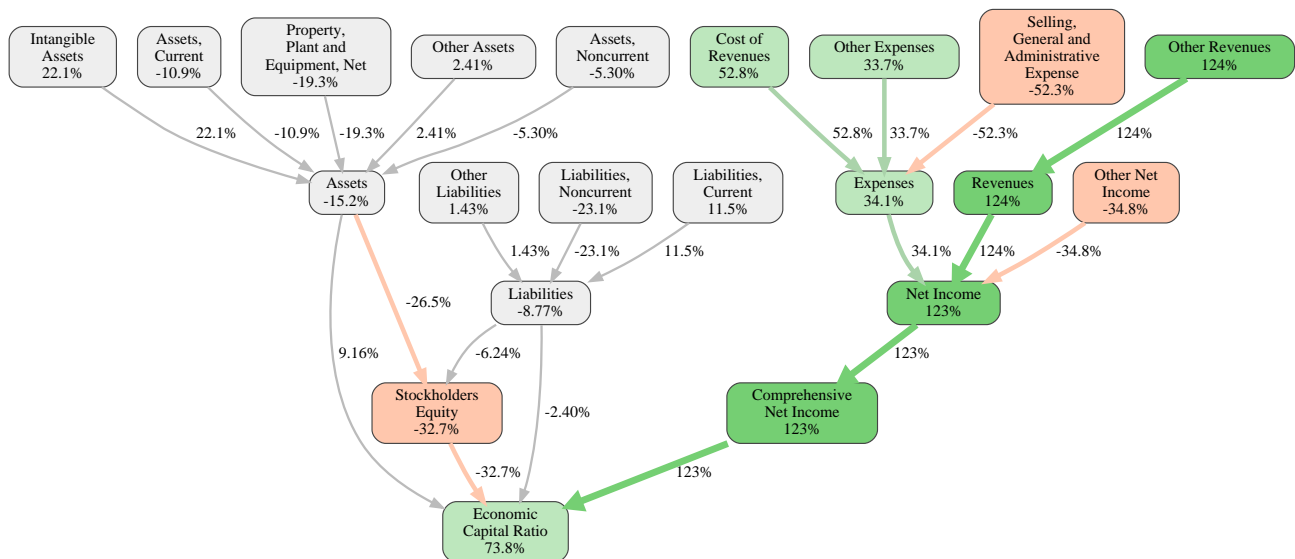 Intangible
Assets
22.1%
Assets,
Current
-10.9%
Property,
Plant and
Equipment, Net
-19.3%
Other Assets
2.41%
Assets,
Noncurrent
-5.30%
Cost of
Revenues
52.8%
Other Expenses
33.7%
Selling,
General and
Administrative
Expense
-52.3%
Other Revenues
124%
22.1%
-10.9%
-19.3%
2.41%
-5.30%
52.8%
33.7%
-52.3%
124%
Assets
-15.2%
Other
Liabilities
1.43%
Liabilities,
Noncurrent
-23.1%
Liabilities,
Current
11.5%
Expenses
34.1%
Revenues
124%
Other Net
Income
-34.8%
1.43%
-23.1%
11.5%
34.1%
124%
-34.8%
-26.5%
Liabilities
-8.77%
Net Income
123%
9.16%
-6.24%
123%
Stockholders
Equity
-32.7%
-2.40%
Comprehensive
Net Income
123%
-32.7%
123%
Economic
Capital Ratio
73.8%